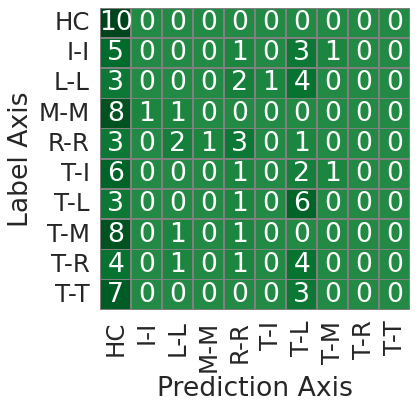 HC 10 0 0 0 0 0 0 0 0 0
I-I 5 0 0 0 1 0 3 1 0 0
L-L 3 0 0 0 2 1 4 0 0 0
M-M 8 1 1 0 0 0 0 0 0 0
R-R 3 0 2 1 3 0 1 0 0 0
T-I 6 0 0 0 1 0 2 1 0 0
T-L 3 0 0 0 1 0 6 0 0 0
T-M 8 0 1 0 1 0 0 0 0 0
T-R 4 0 1 0 1 0 4 0 0 0
T-T 7 0 0 0 0 0 3 0 0 0
Label Axis
HC I-I L-L M-M R-R T-I T-L T-M T-R T-T
Prediction Axis